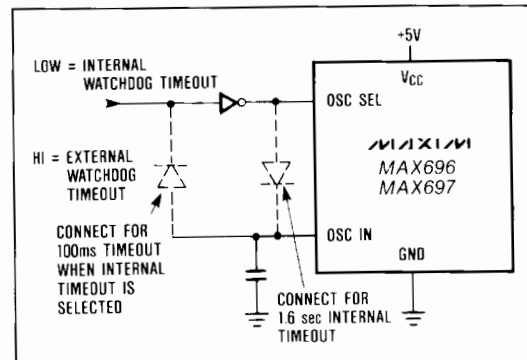 +5V
LOW = INTERNAL
WATCHDOG TIMEOUT
VCC
OSC SEL
HI = EXTERNAL
WATCHDOG
TIMEOUT
MAXIM
MAX696
MAX697
CONNECT FOR
100ms TIMEOUT
WHEN INTERNAL
TIMEOUT IS
SELECTED
OSC IN
GND
CONNECT FOR
1.6 sec INTERNAL
TIMEOUT